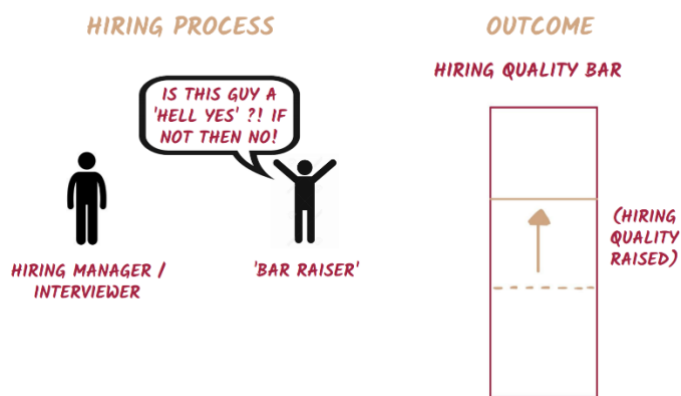 HIRING PROCESS
IS THIS GUY A
'HELL YES' ?! IF
NOT THEN NO!
HIRING MANAGER /
INTERVIEWER
'BAR RAISER'
OUTCOME
HIRING QUALITY BAR
(HIRING
QUALITY
RAISED)